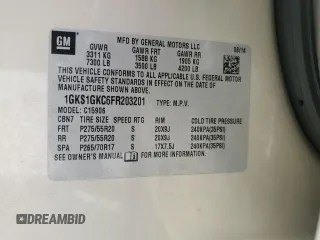 GM
MFD BY GENERAL MOTORS LLC
08/14
GVWR GAWR FRT GAWR RR
3311 KG 1588 KG 1905 KG
7300 LB 3500 LB 4200 LB
THIS VEHICLE CONFORMS TO ALL APPLICABLE U.S. FEDERAL
MOTOR VEHICLE SAFETY STANDARDS IN EFFECT ON THE DATE OF
MANUFACTURE SHOWN ABOVE.
1GKS1GKC6FR203201 TYPE: M.P.V.
MODEL: C15906
CBN7 TIRE SIZE SPEED RTG RIM COLD TIRE PRESSURE
FRT P275/55R20 S 20X9J 240KPA(35PSI)
RR P275/55R20 S 20X9J 240KPA(35PSI)
SPA P265/70R17 S 17X7.5J 240KPA(35PSI)
DREAMBID